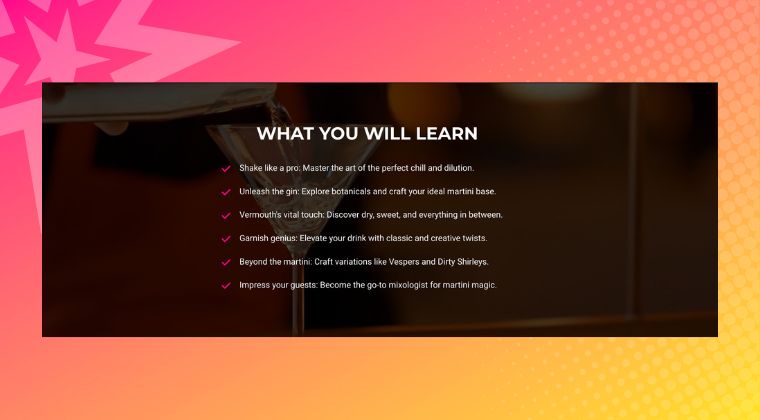 WHAT YOU WILL LEARN
Shake like a pro: Master the art of the perfect chill and dilution.
Unleash the gin: Explore botanicals and craft your ideal martini base.
Vermouth's vital touch: Discover dry, sweet, and everything in between.
Garnish genius: Elevate your drink with classic and creative twists.
Beyond the martini: Craft variations like Vespers and Dirty Shirleys.
Impress your guests: Become the go-to mixologist for martini magic.